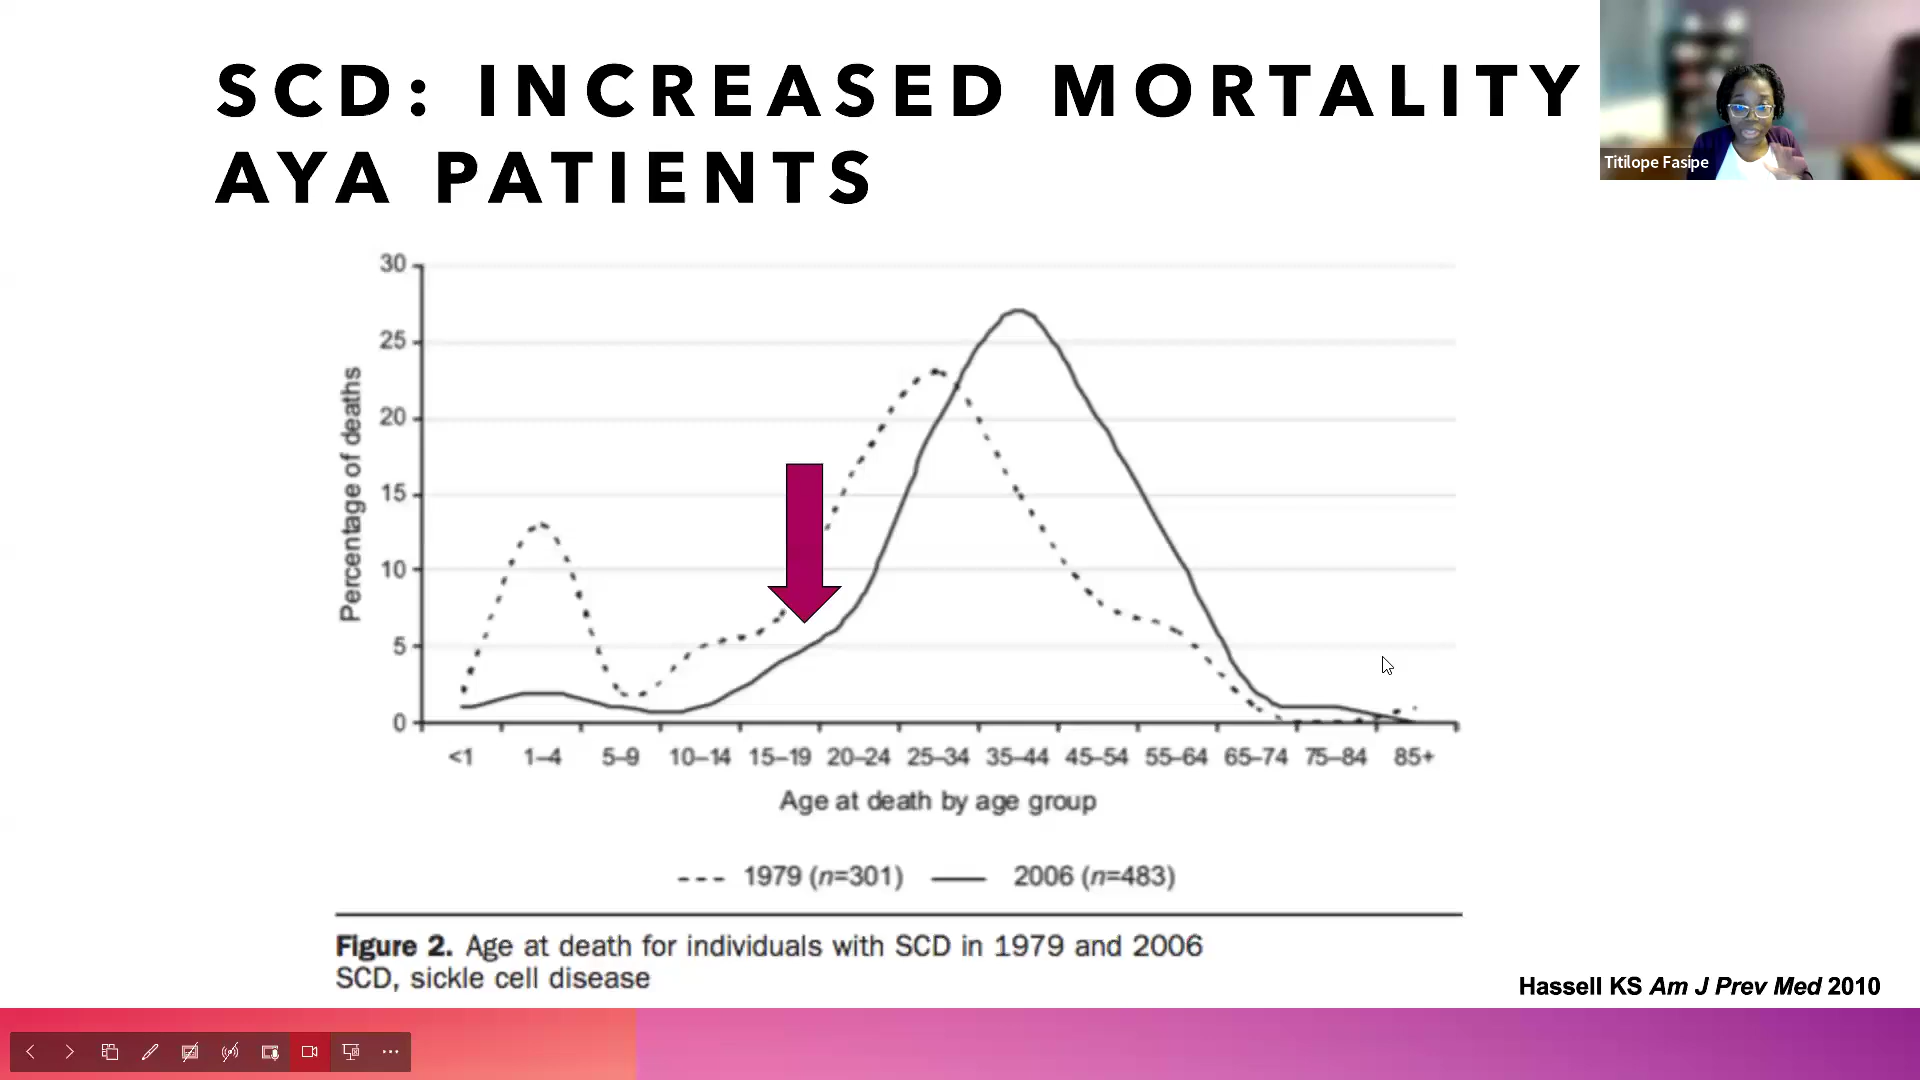 SCD: INCREASED MORTALITY
AYA PATIENTS
Titilope Fasipe
30
25
20
15
10
5
0
Percentage of deaths
<1 1–4 5–9 10–14 15–19 20–24 25–34 35–44 45–54 55–64 65–74 75–84 85+
Age at death by age group
1979 (n=301) 2006 (n=483)
Figure 2. Age at death for individuals with SCD in 1979 and 2006
SCD, sickle cell disease
Hassell KS Am J Prev Med 2010